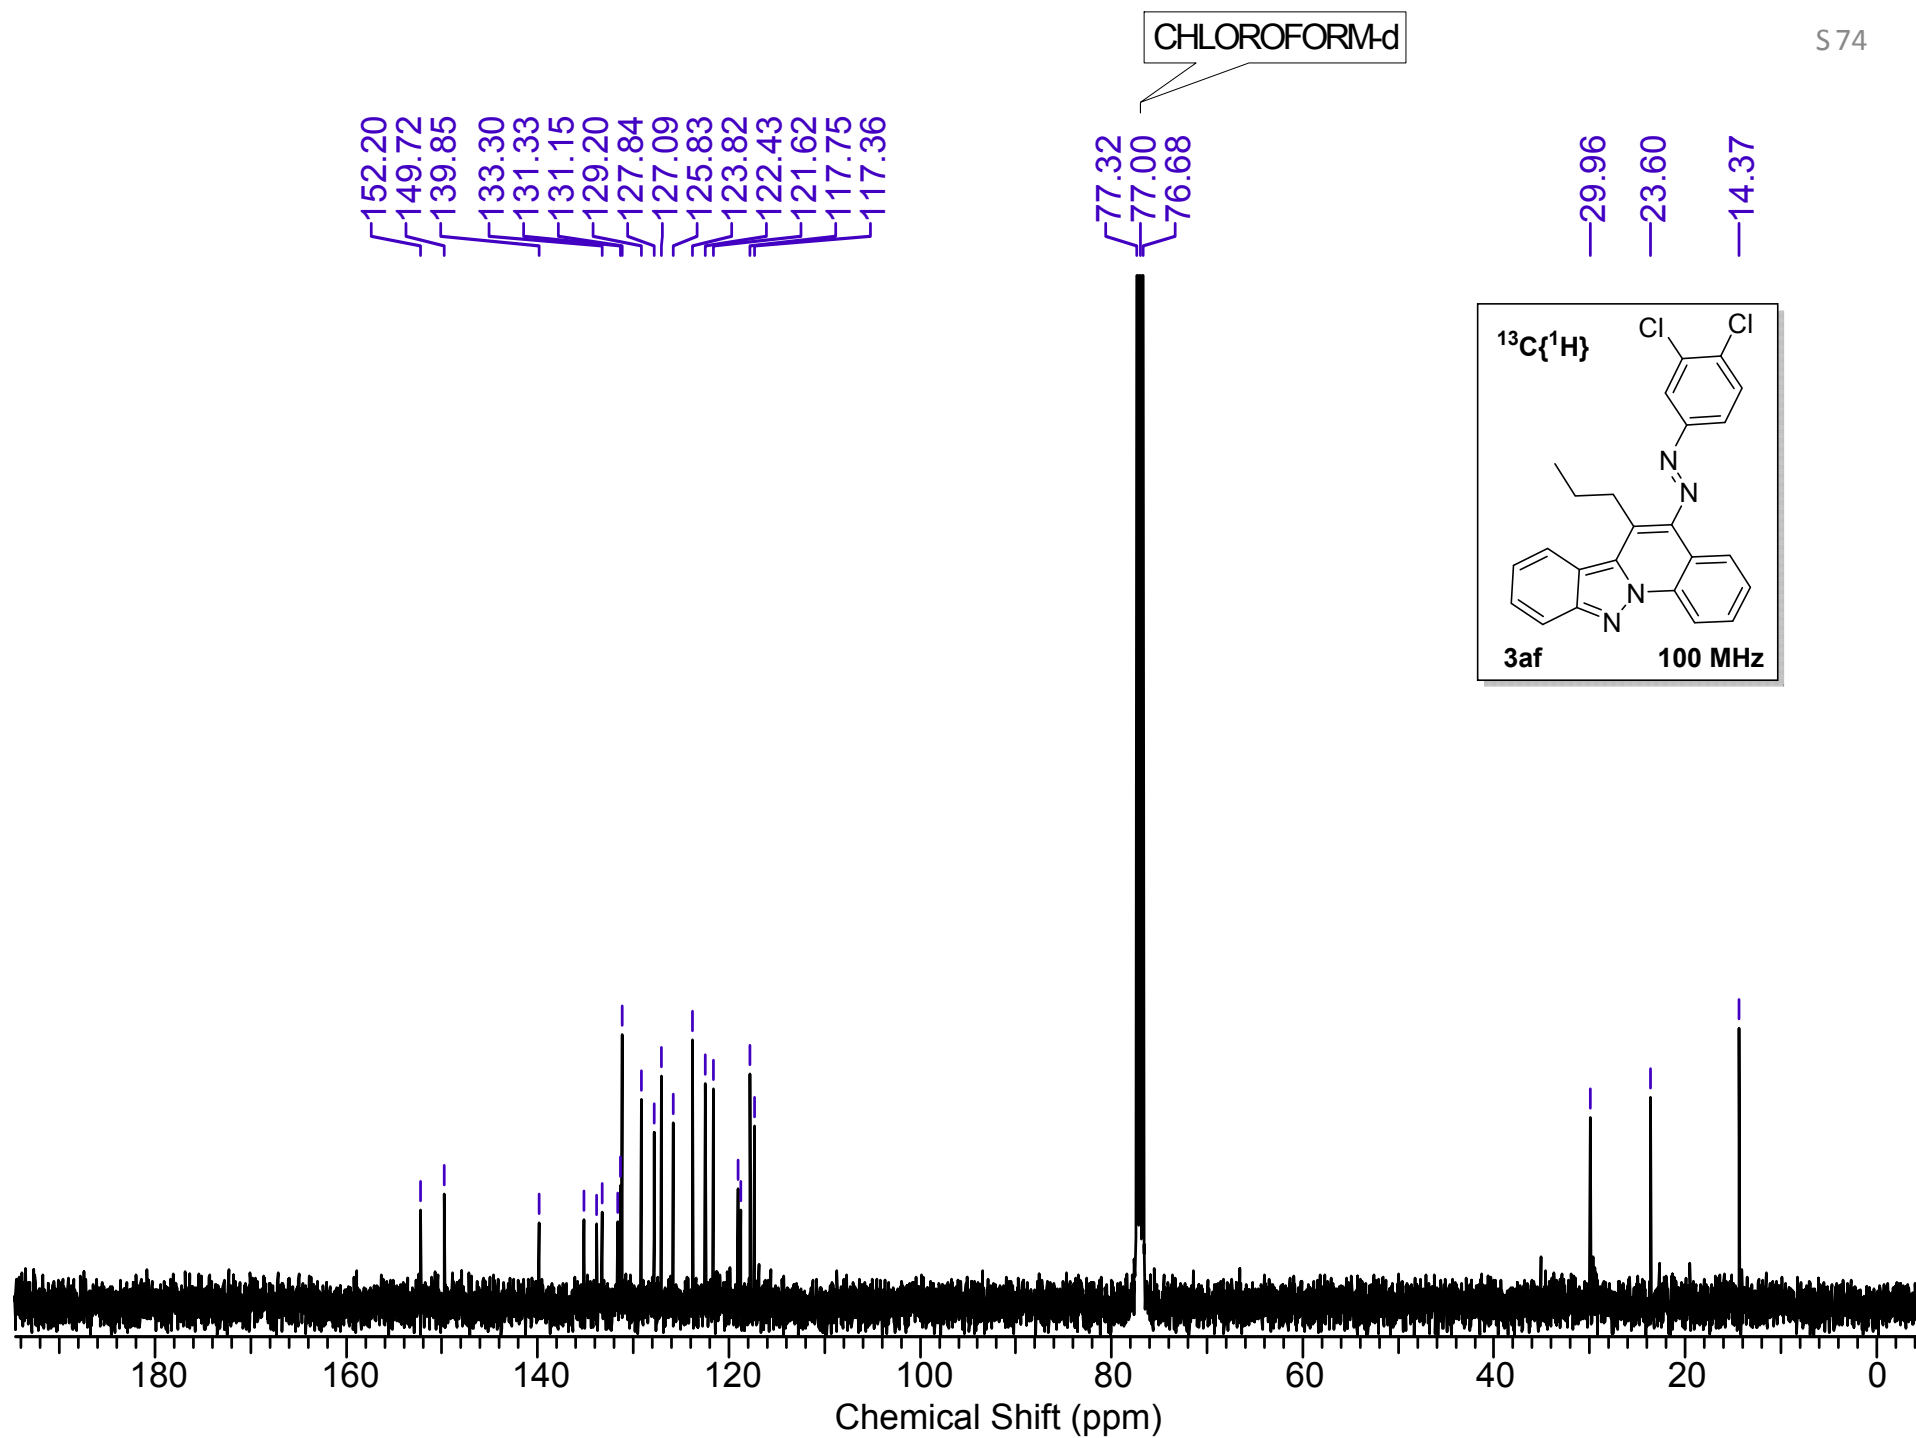 CHLOROFORM-d
S 74
152.20
149.72
139.85
133.30
131.33
131.15
129.20
127.84
127.09
125.83
123.82
122.43
121.62
117.75
117.36
77.32
77.00
76.68
29.96
23.60
14.37
13C{1H}
Cl
Cl
N
N
N
N
3af
100 MHz
180
160
140
120
100
80
60
40
20
0
Chemical Shift (ppm)